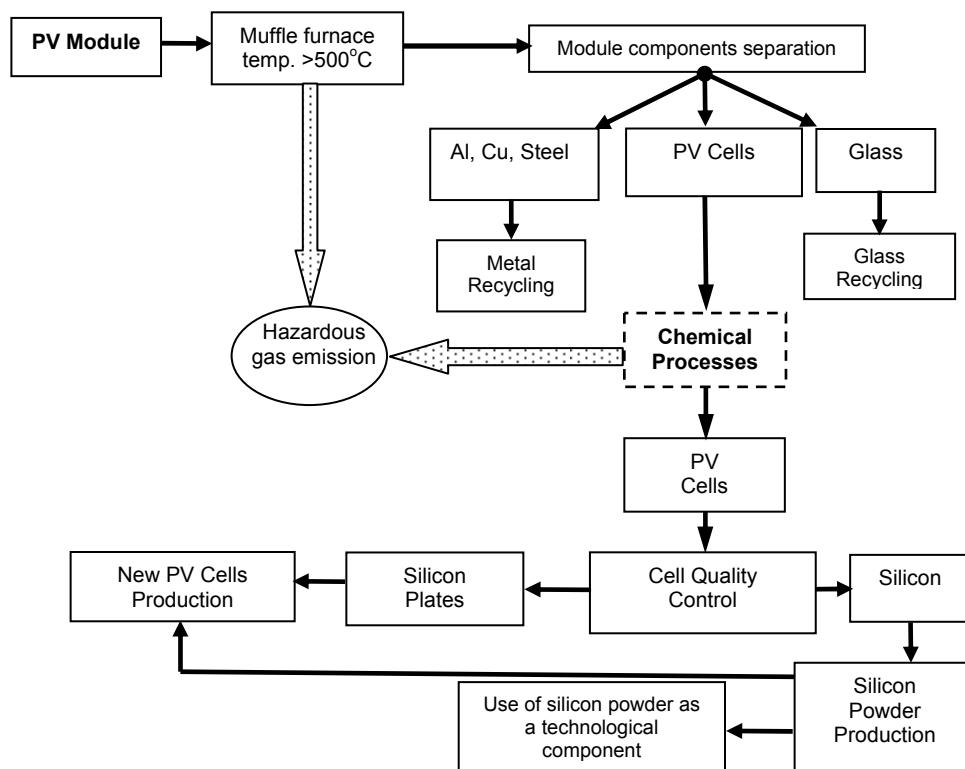 PV Module
Muffle furnace
temp. >500°C
Module components separation
Al, Cu, Steel
PV Cells
Glass
Metal
Recycling
Glass
Recycling
Hazardous
gas emission
Chemical
Processes
PV
Cells
New PV Cells
Production
Silicon
Plates
Cell Quality
Control
Silicon
Use of silicon powder as
a technological
component
Silicon
Powder
Production